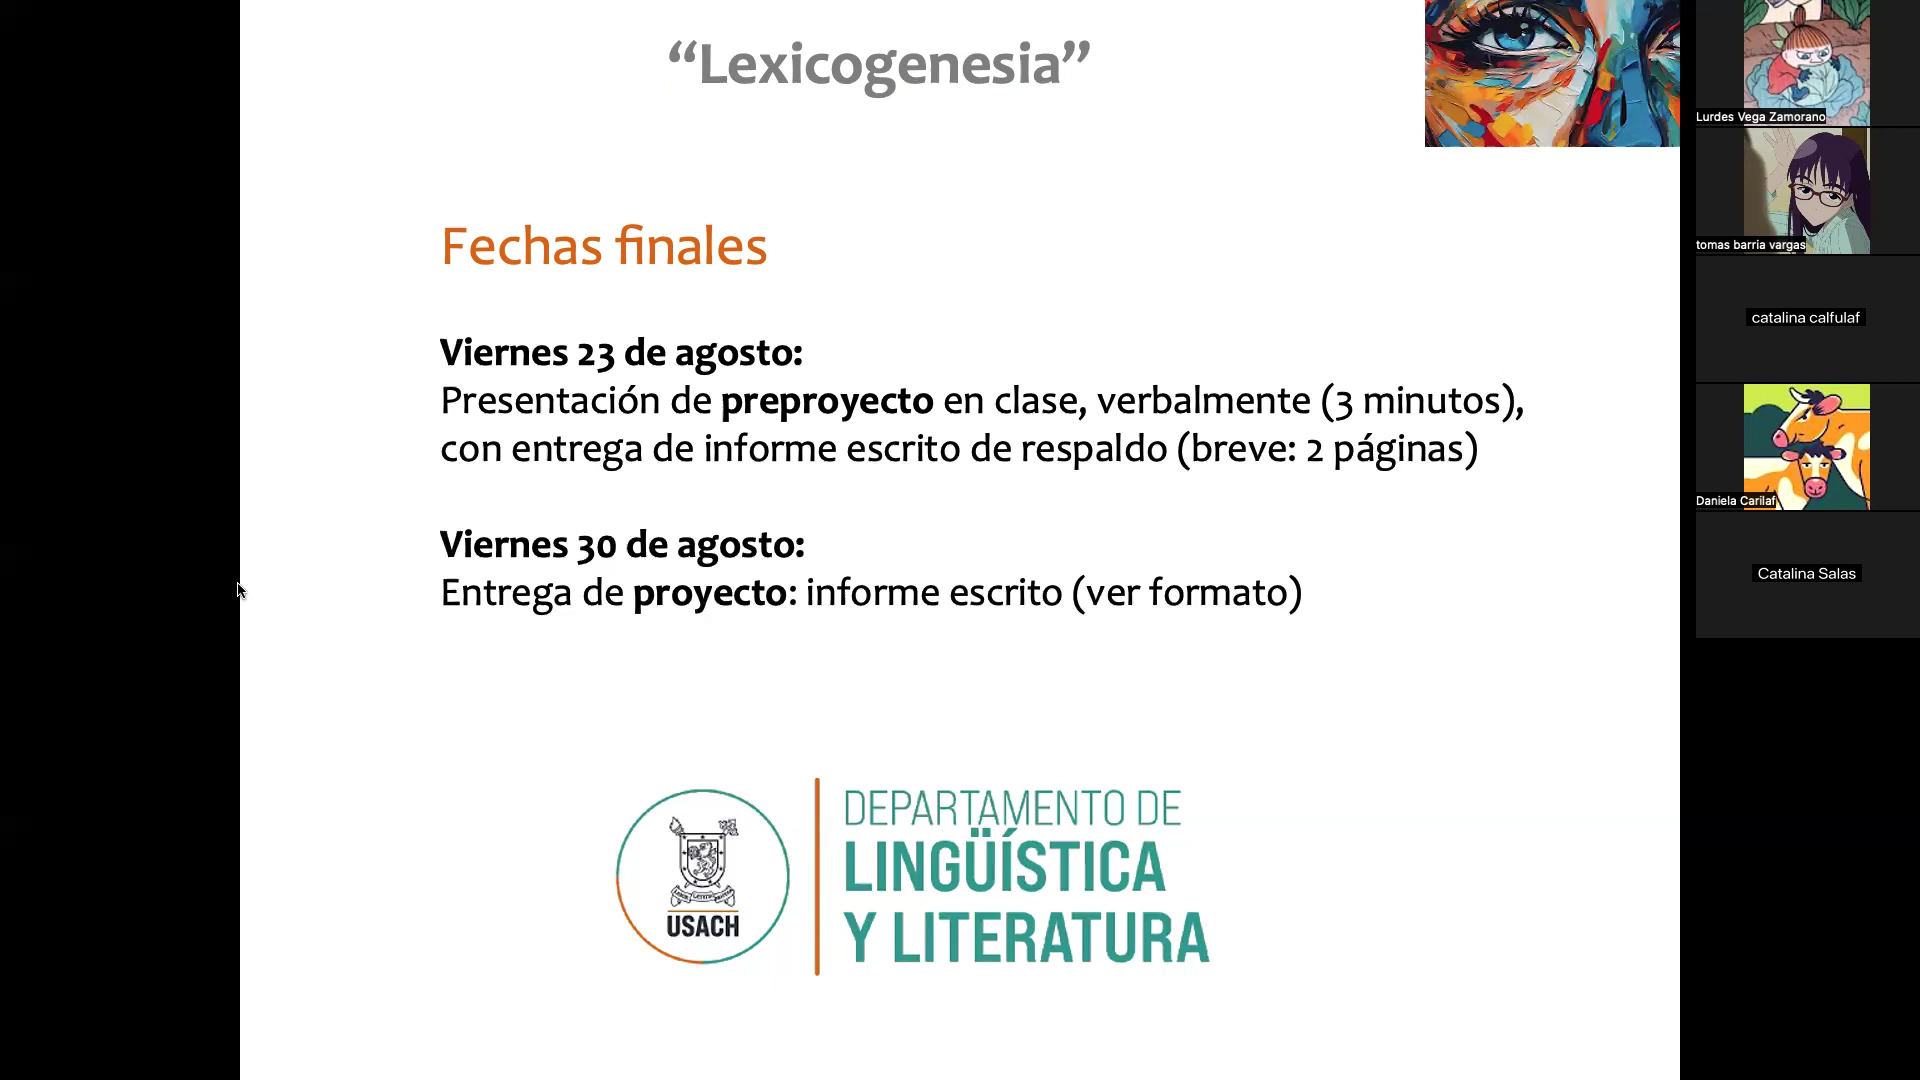 “Lexicogenesia”
Fechas finales
Viernes 23 de agosto:
Presentación de preproyecto en clase, verbalmente (3 minutos),
con entrega de informe escrito de respaldo (breve: 2 páginas)
Viernes 30 de agosto:
Entrega de proyecto: informe escrito (ver formato)
USACH
DEPARTAMENTO DE
LINGÜÍSTICA
Y LITERATURA
Lurdes Vega Zamorano
tomas barria vargas
catalina calfulaf
Daniela Carilaf
Catalina Salas